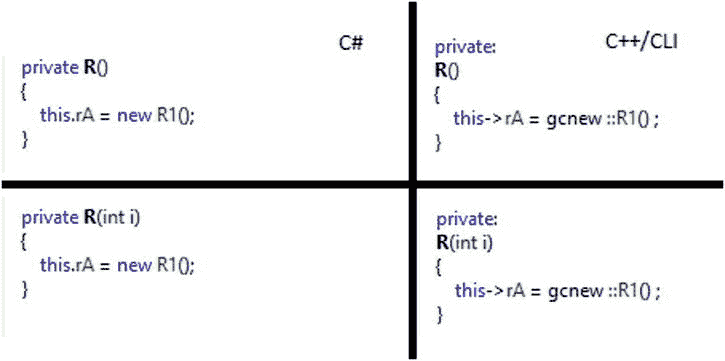 C#
private R()
{
this.rA = new R1();
}
C++/CLI
private:
R()
{
this->rA = gcnew ::R1() ;
}
private R(int i)
{
this.rA = new R1();
}
private:
R(int i)
{
this->rA = gcnew ::R1() ;
}